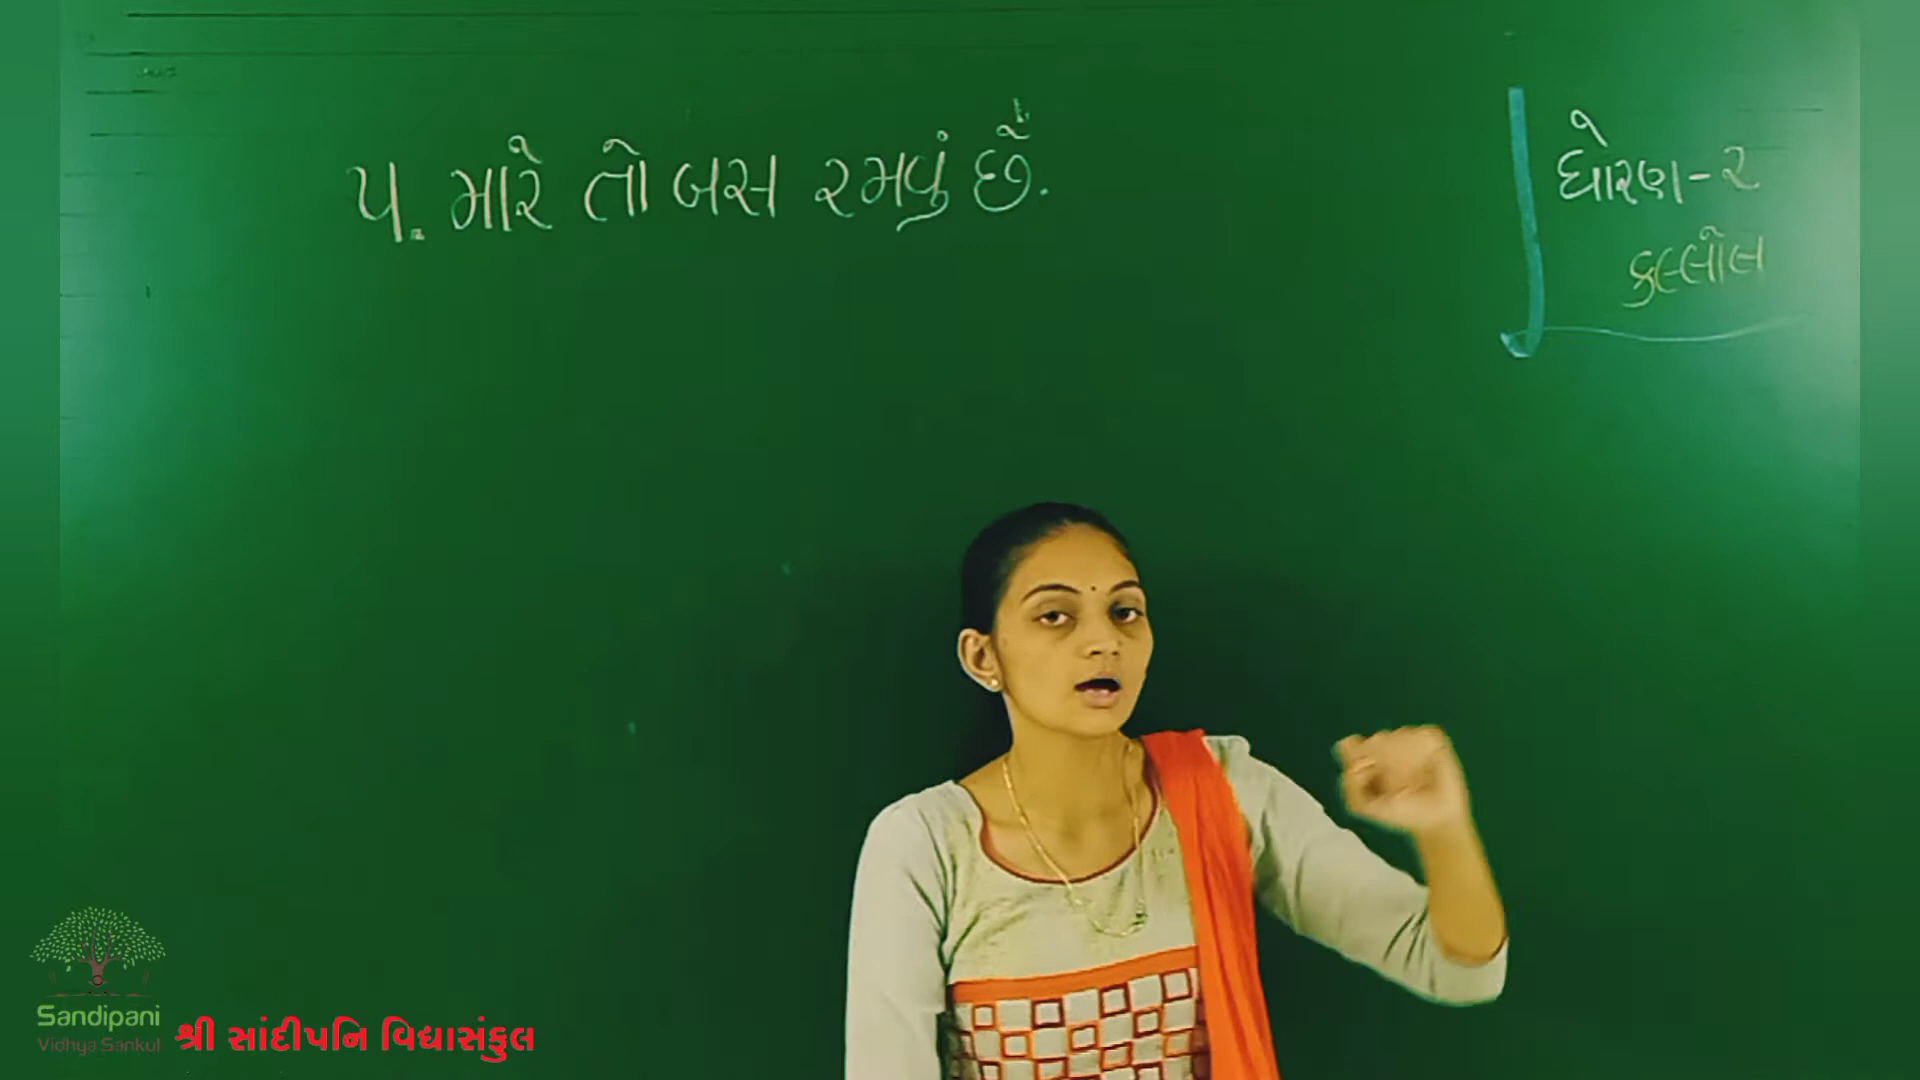 ૫. મારે તો બસ રમવું છે.
ધોરણ-૨
કલ્લોલ
Sandipani
Vidhya Sankul
શ્રી સાંદીપનિ વિદ્યાસંકુલ